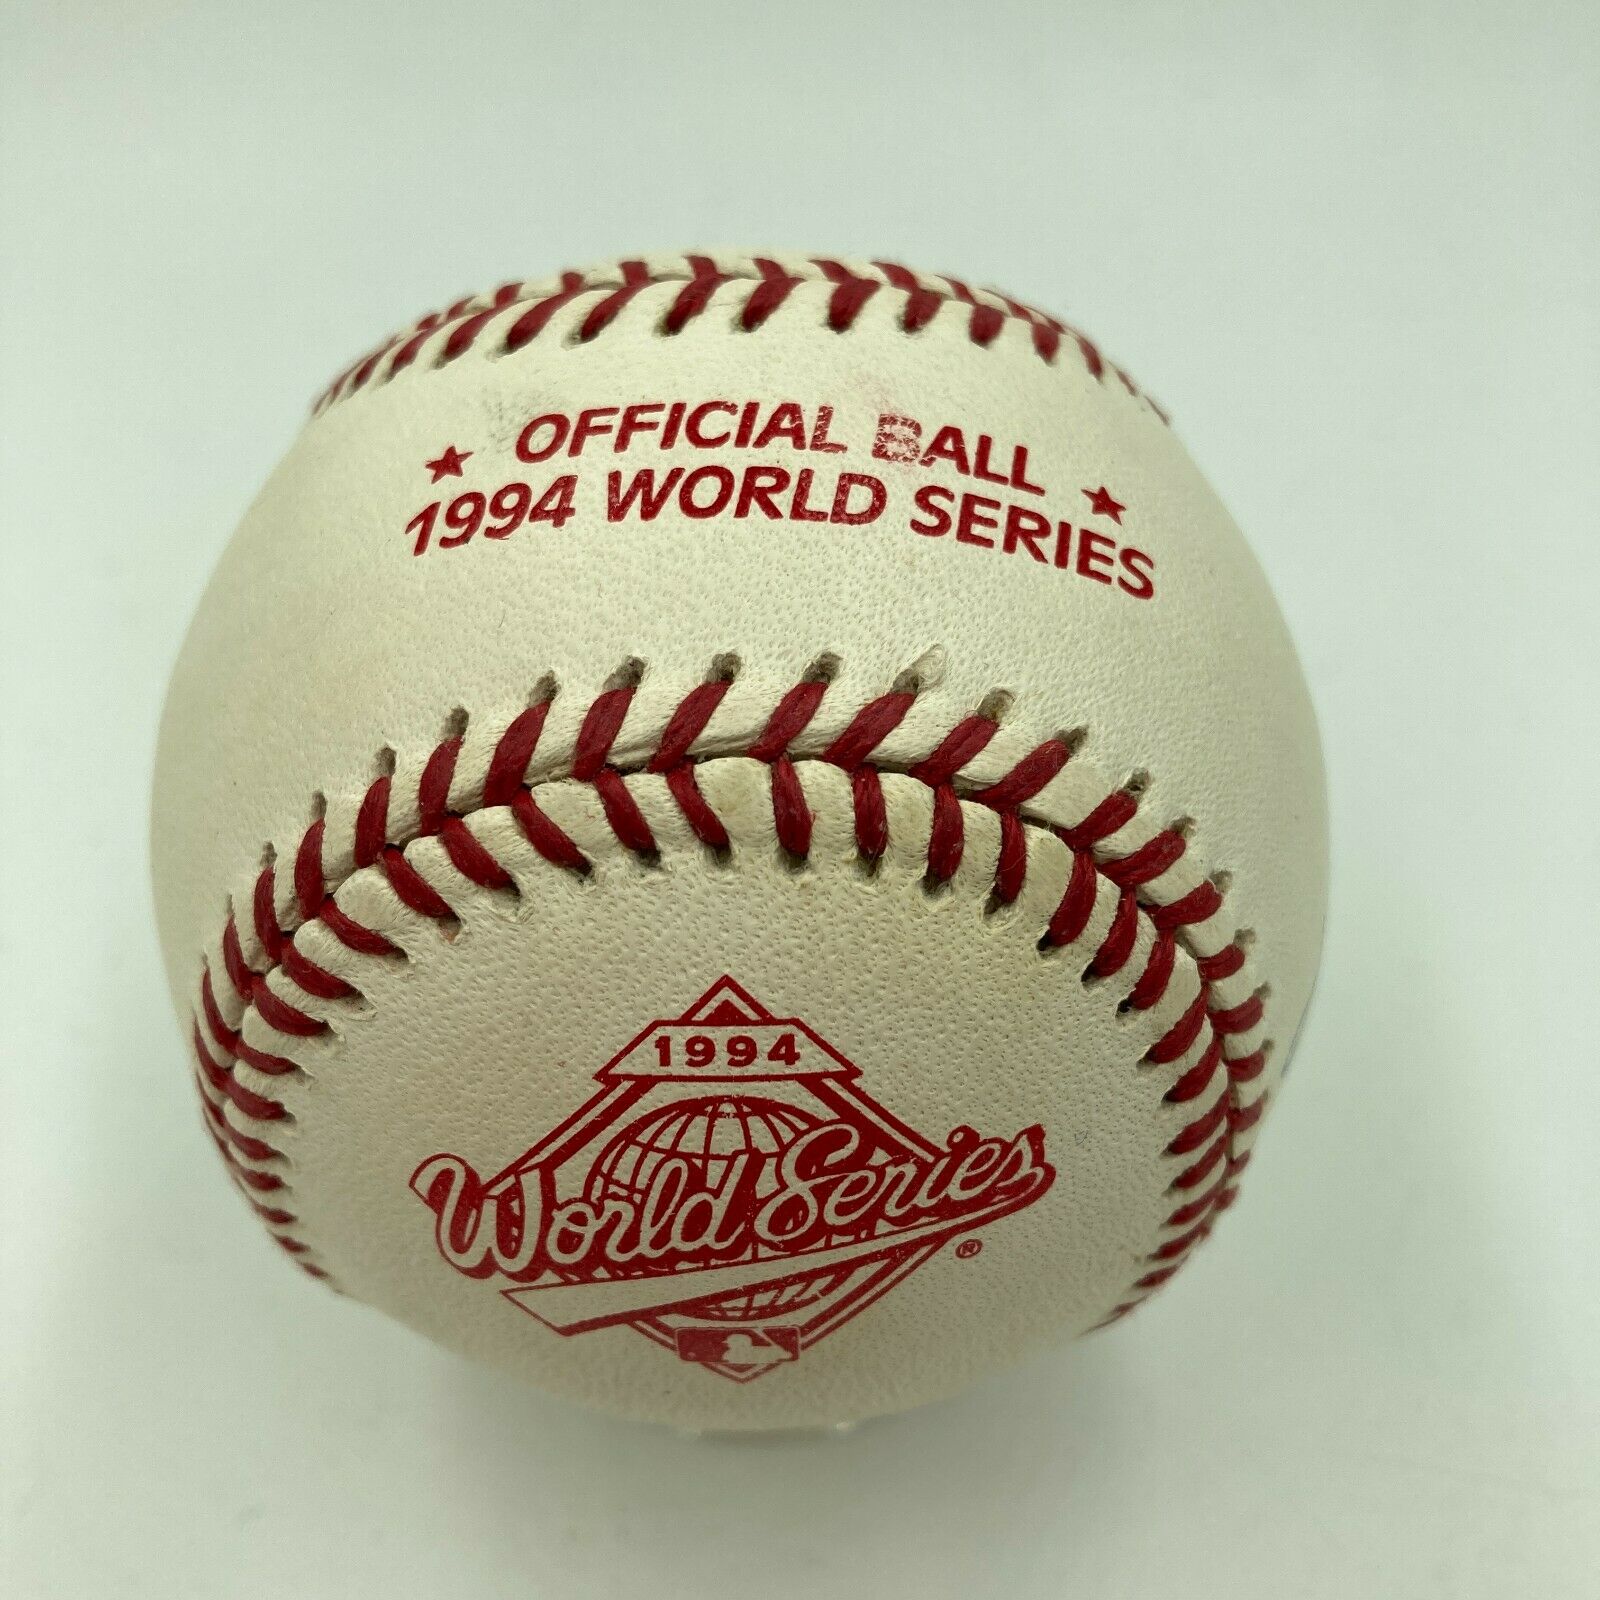 ★ OFFICIAL BALL ★
1994 WORLD SERIES
1994
World Series
®